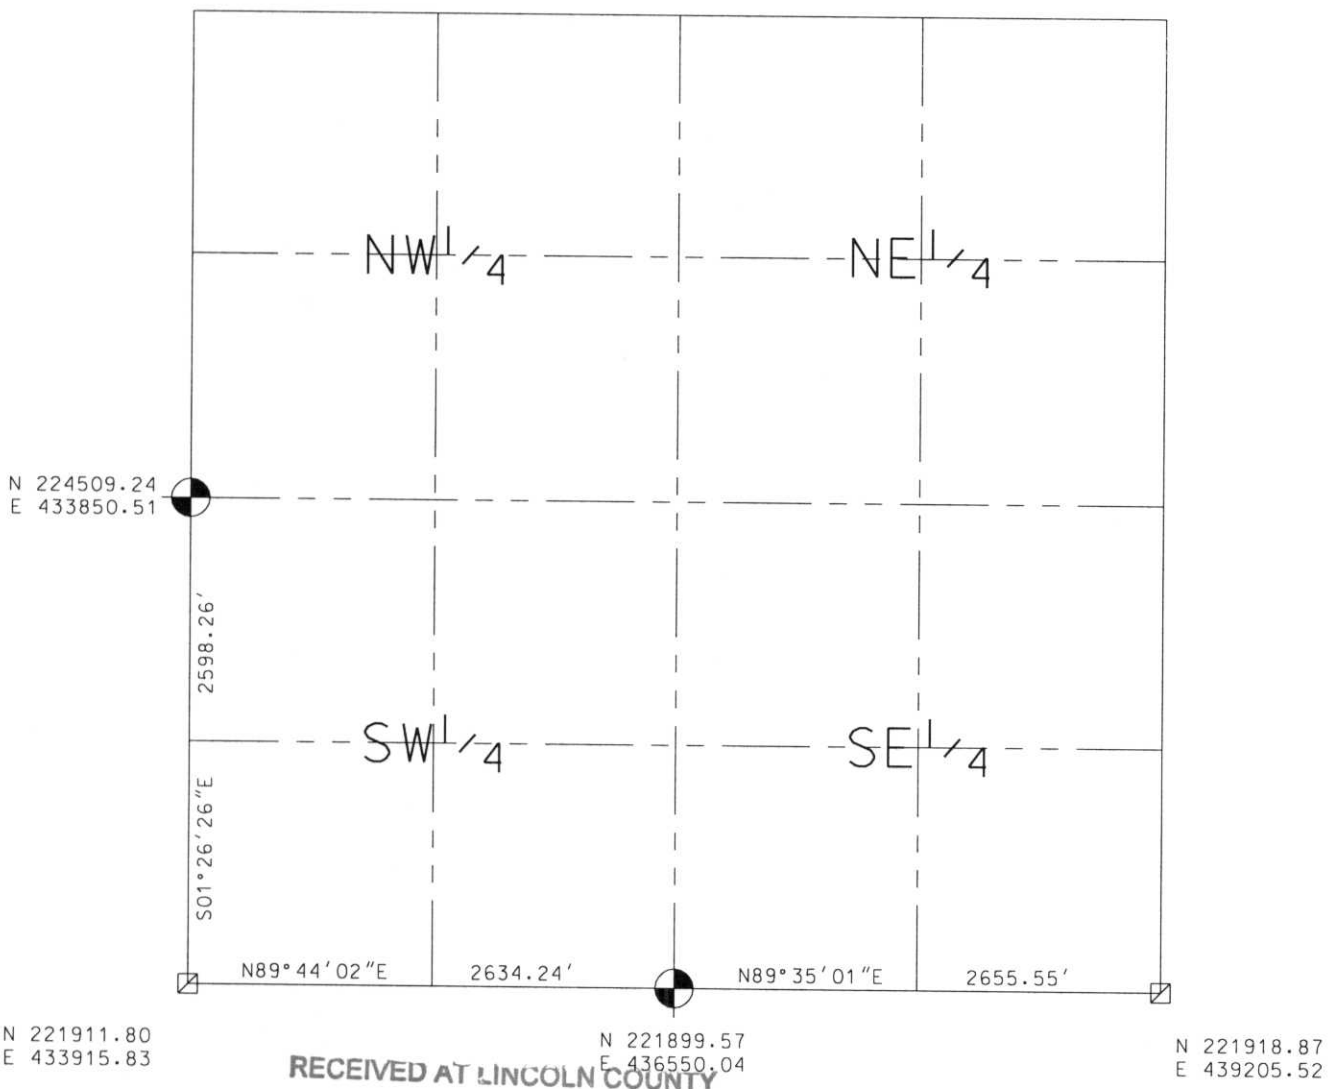 NW1/4
NE1/4
N 224509.24
E 433850.51
2598.26'
S01°26'26"E
SW1/4
SE1/4
N89°44'02"E 2634.24' N89°35'01"E 2655.55'
N 221911.80
E 433915.83
N 221899.57
E 436550.04
N 221918.87
E 439205.52
RECEIVED AT LINCOLN COUNTY